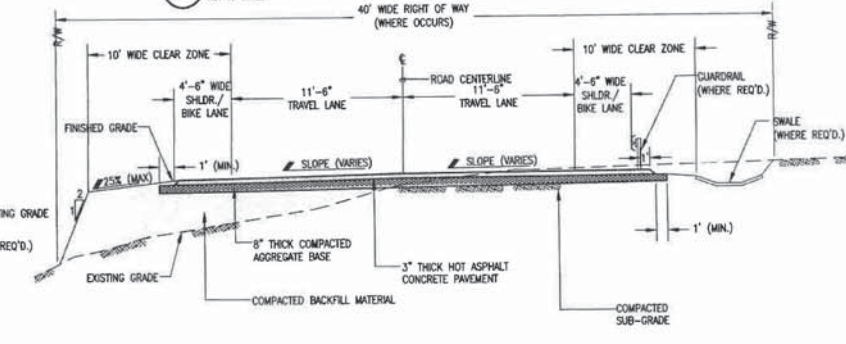 40' WIDE RIGHT OF WAY
(WHERE OCCURS)
R/W
R/W
10' WIDE CLEAR ZONE
10' WIDE CLEAR ZONE
4'-6" WIDE
SHLDR./
BIKE LANE
11'-6"
TRAVEL LANE
ROAD CENTERLINE
11'-6"
TRAVEL LANE
4'-6" WIDE
SHLDR./
BIKE LANE
GUARDRAIL
(WHERE REQ'D.)
SWALE
(WHERE REQ'D.)
FINISHED GRADE
1' (MIN.)
SLOPE (VARIES)
SLOPE (VARIES)
1'
25% (MAX)
2
1
ING GRADE
REQ'D.)
EXISTING GRADE
8" THICK COMPACTED
AGGREGATE BASE
3" THICK HOT ASPHALT
CONCRETE PAVEMENT
COMPACTED BACKFILL MATERIAL
1' (MIN.)
COMPACTED
SUB-GRADE